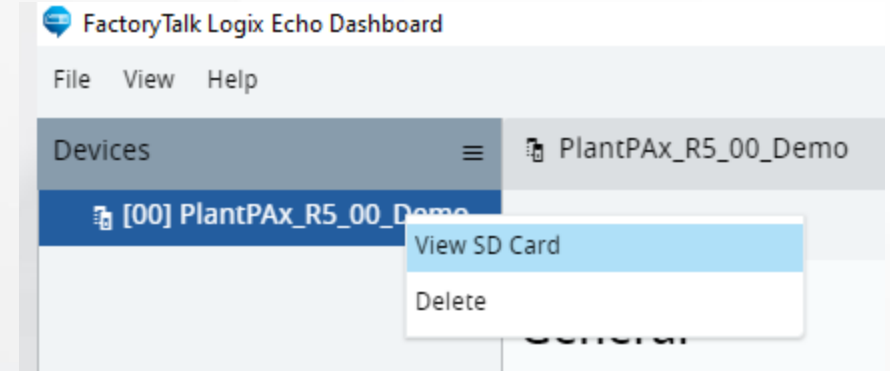 FactoryTalk Logix Echo Dashboard
File View Help
Devices
PlantPAx_R5_00_Demo
[00] PlantPAx_R5_00_Demo
View SD Card
Delete
General